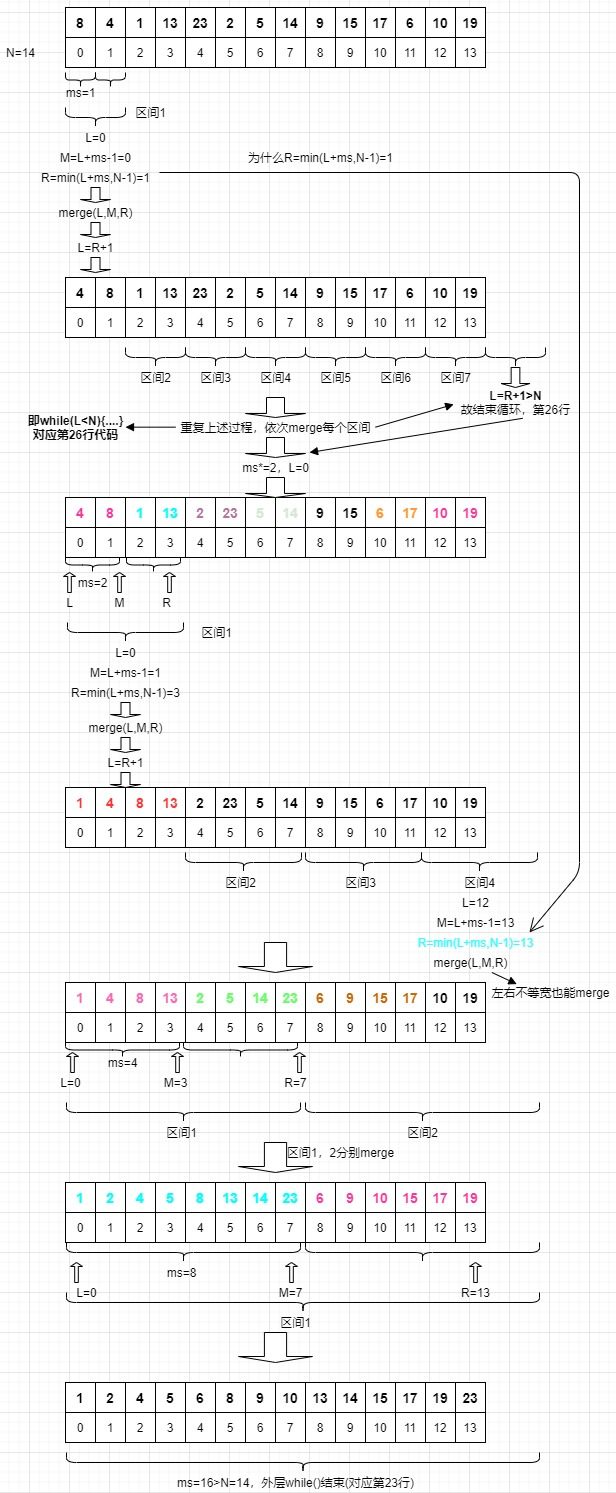 8 4 1 13 23 2 5 14 9 15 17 6 10 19
N=14
0 1 2 3 4 5 6 7 8 9 10 11 12 13
ms=1
区间1
L=0
M=L+ms-1=0
为什么R=min(L+ms,N-1)=1
R=min(L+ms,N-1)=1
merge(L,M,R)
L=R+1
4 8 1 13 23 2 5 14 9 15 17 6 10 19
0 1 2 3 4 5 6 7 8 9 10 11 12 13
区间2 区间3 区间4 区间5 区间6 区间7
L=R+1>N
故结束循环，第26行
即while(L<N){....}
对应第26行代码
重复上述过程，依次merge每个区间
ms*=2，L=0
4 8 1 13 2 23 5 14 9 15 6 17 10 19
0 1 2 3 4 5 6 7 8 9 10 11 12 13
ms=2
L M R
区间1
L=0
M=L+ms-1=1
R=min(L+ms,N-1)=3
merge(L,M,R)
L=R+1
1 4 8 13 2 23 5 14 9 15 6 17 10 19
0 1 2 3 4 5 6 7 8 9 10 11 12 13
区间2 区间3 区间4
L=12
M=L+ms-1=13
R=min(L+ms,N-1)=13
merge(L,M,R)
左右不等宽也能merge
1 4 8 13 2 5 14 23 6 9 15 17 10 19
0 1 2 3 4 5 6 7 8 9 10 11 12 13
ms=4
L=0 M=3 R=7
区间1 区间2
区间1，2分别merge
1 2 4 5 8 13 14 23 6 9 10 15 17 19
0 1 2 3 4 5 6 7 8 9 10 11 12 13
ms=8
L=0 M=7 R=13
区间1
1 2 4 5 6 8 9 10 13 14 15 17 19 23
0 1 2 3 4 5 6 7 8 9 10 11 12 13
ms=16>N=14，外层while()结束(对应第23行)